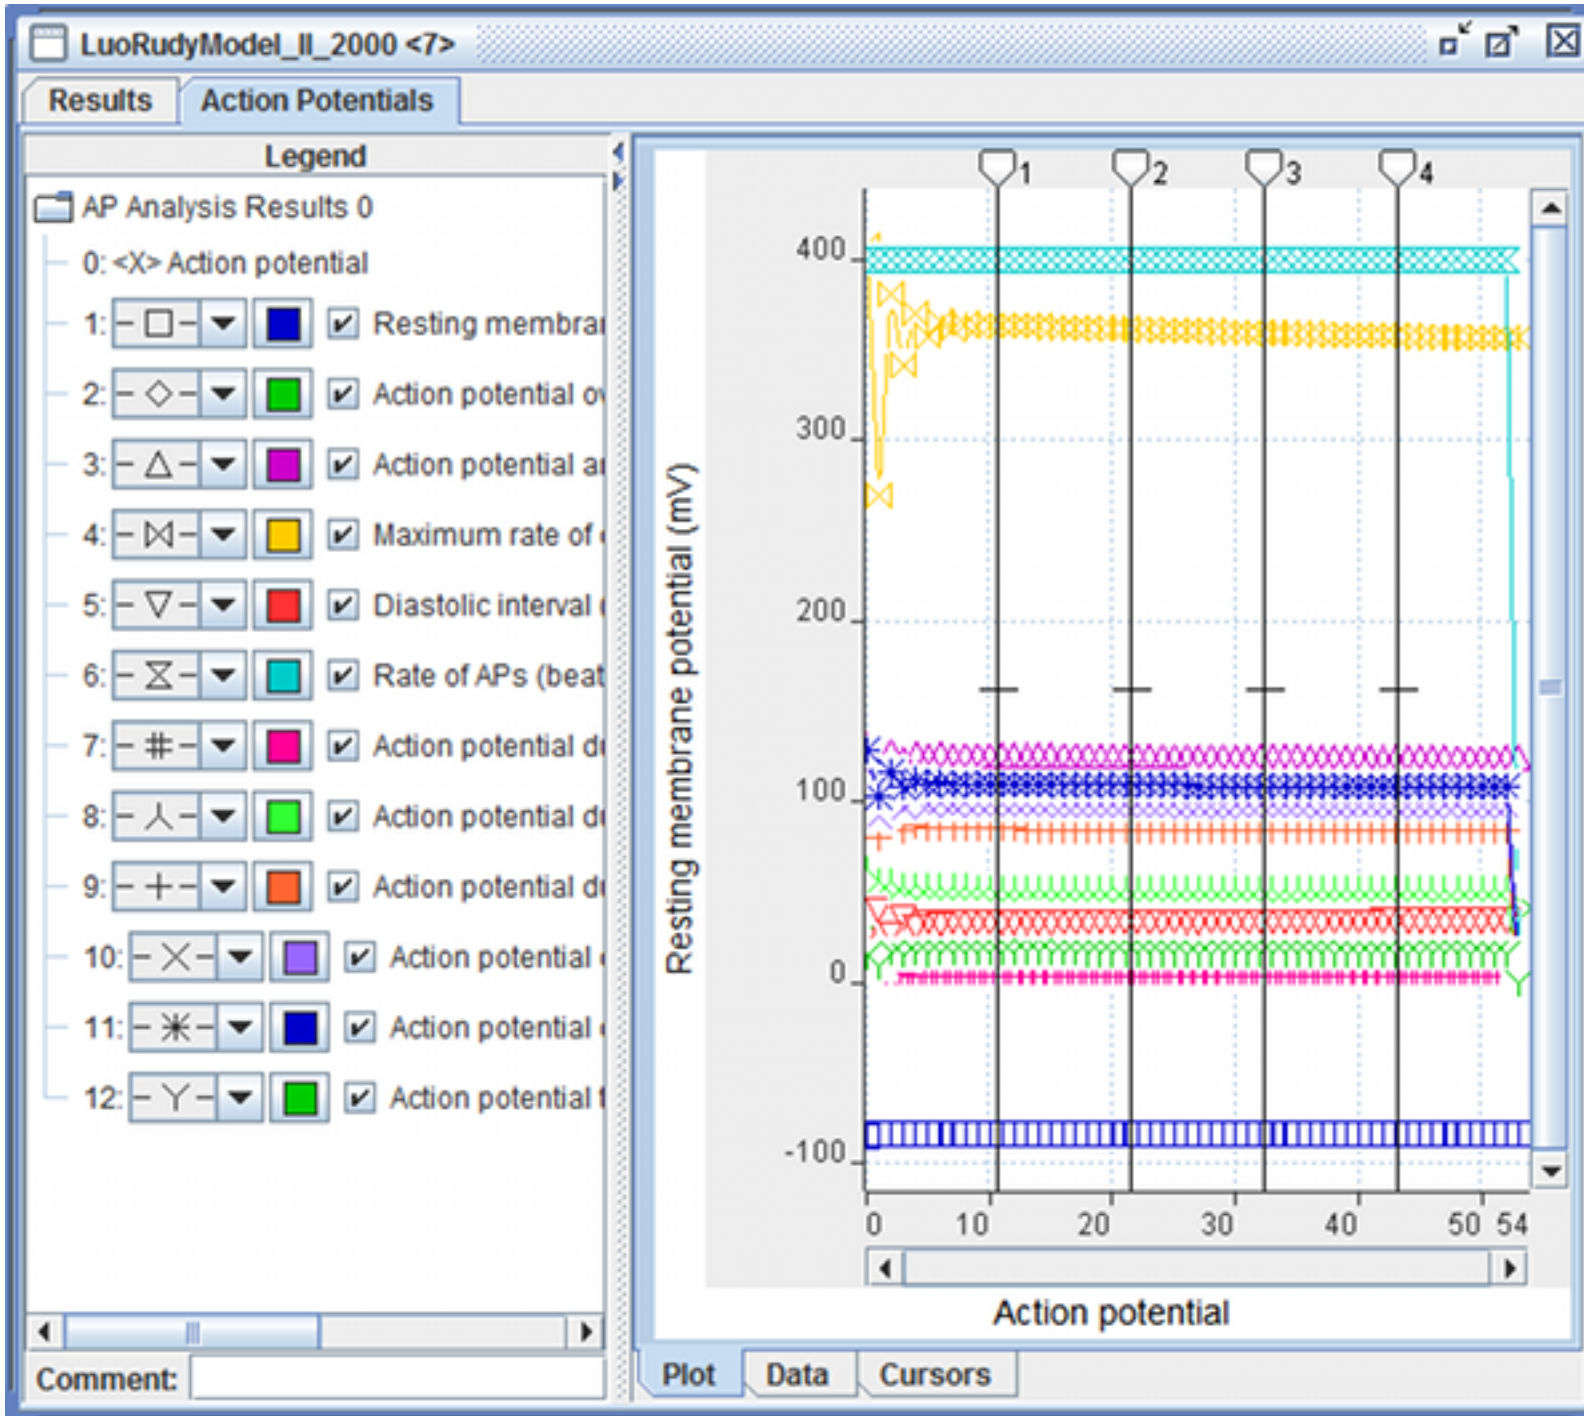 LuoRudyModel_II_2000 <7>
Results Action Potentials
Legend
AP Analysis Results 0
0: <X> Action potential
1: Resting membra
2: Action potential
3: Action potential
4: Maximum rate of
5: Diastolic interval
6: Rate of APs (beat
7: Action potential
8: Action potential
9: Action potential
10: Action potential
11: Action potential
12: Action potential
Comment:
1 2 3 4
Resting membrane potential (mV)
400
300
200
100
0
-100
0 10 20 30 40 50 54
Action potential
Plot Data Cursors